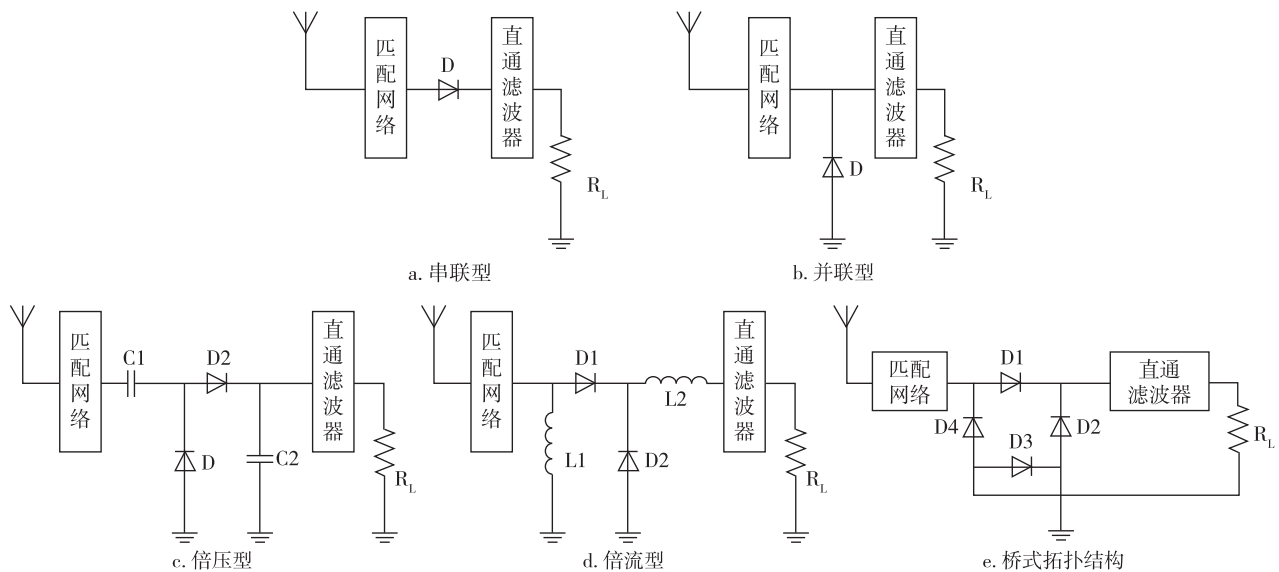 匹配网络
D
直通滤波器
R_L
a. 串联型
匹配网络
D
直通滤波器
R_L
b. 并联型
匹配网络
C1
D2
D
C2
直通滤波器
R_L
c. 倍压型
匹配网络
D1
L2
L1
D2
直通滤波器
R_L
d. 倍流型
匹配
网络
D1
D4
D3
D2
直通
滤波器
R_L
e. 桥式拓扑结构